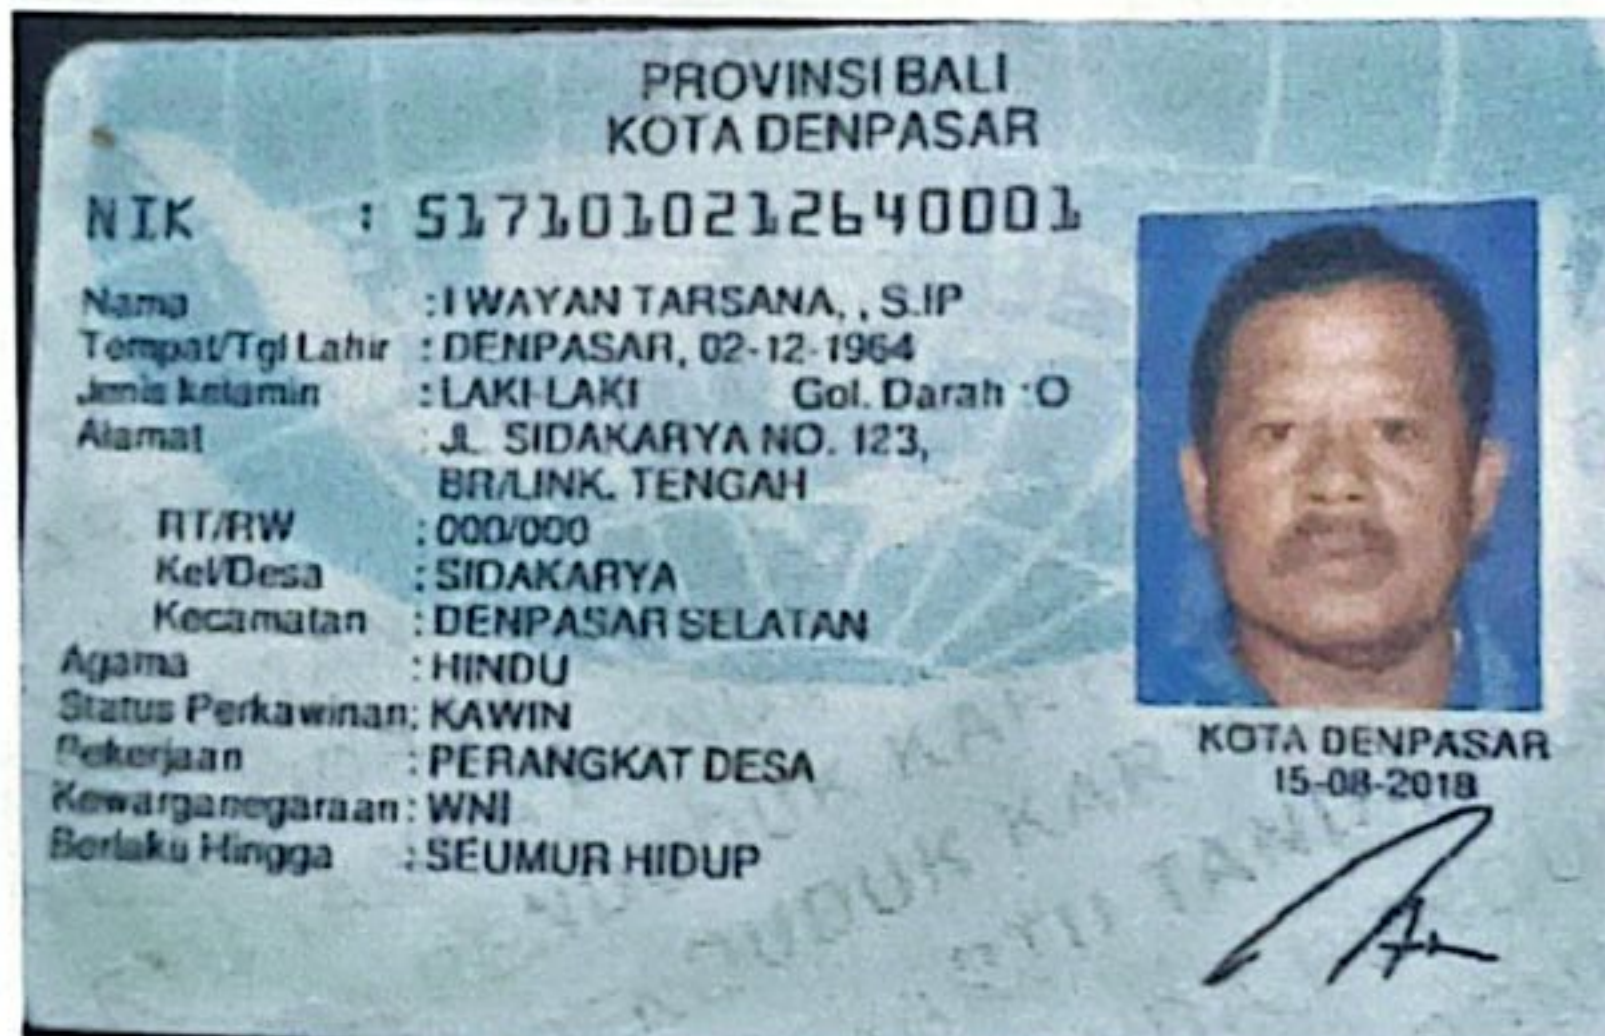 PROVINSI BALI
KOTA DENPASAR
NIK : 5171010212640001
Nama : I WAYAN TARSANA, , S.IP
Tempat/Tgl Lahir : DENPASAR, 02-12-1964
Jenis kelamin : LAKI-LAKI Gol. Darah : O
Alamat : JL. SIDAKARYA NO. 123,
BR/LINK. TENGAH
RT/RW : 000/000
Kel/Desa : SIDAKARYA
Kecamatan : DENPASAR SELATAN
Agama : HINDU
Status Perkawinan: KAWIN
Pekerjaan : PERANGKAT DESA
Kewarganegaraan : WNI
Berlaku Hingga : SEUMUR HIDUP
KOTA DENPASAR
15-08-2018